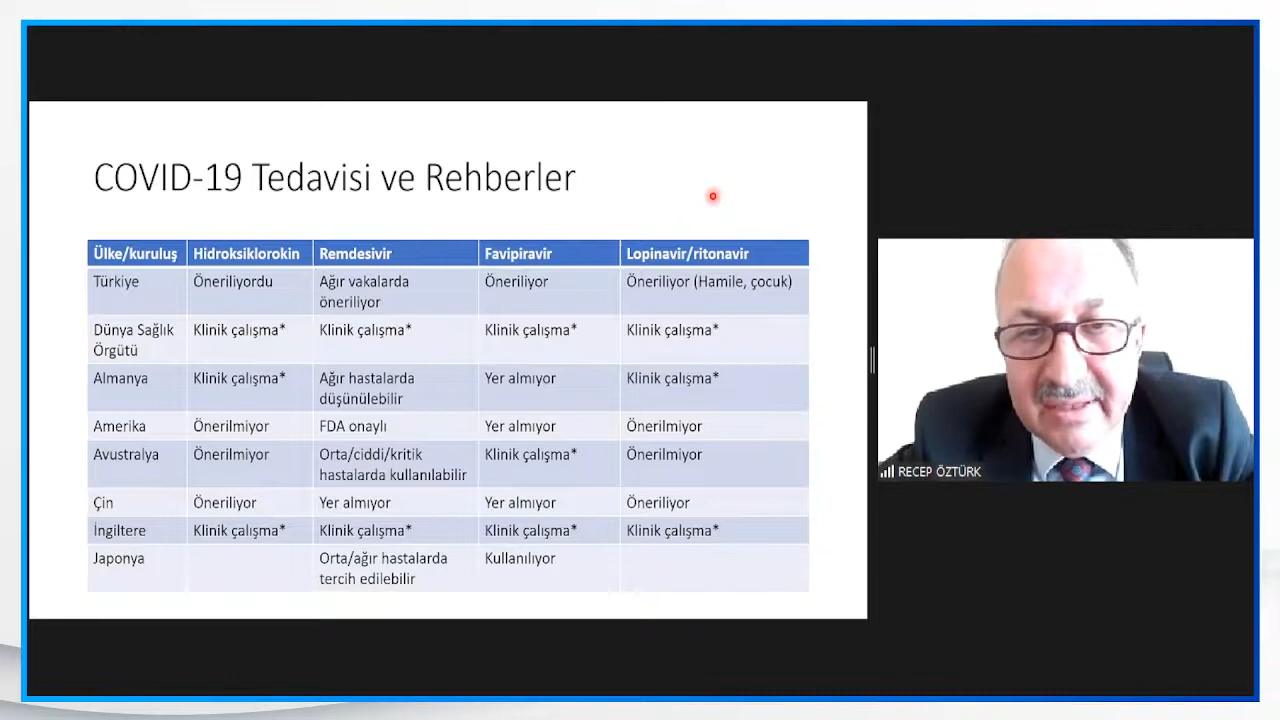 COVID-19 Tedavisi ve Rehberler
Ülke/kuruluş Hidroksiklorokin Remdesivir Favipiravir Lopinavir/ritonavir
Türkiye Öneriliyordu Ağır vakalarda Öneriliyor Öneriliyor (Hamile, çocuk)
öneriliyor
Dünya Sağlık Klinik çalışma* Klinik çalışma* Klinik çalışma* Klinik çalışma*
Örgütü
Almanya Klinik çalışma* Ağır hastalarda Yer almıyor Klinik çalışma*
düşünülebilir
Amerika Önerilmiyor FDA onaylı Yer almıyor Önerilmiyor
Avustralya Önerilmiyor Orta/ciddi/kritik Klinik çalışma* Önerilmiyor
hastalarda kullanılabilir
Çin Öneriliyor Yer almıyor Yer almıyor Öneriliyor
İngiltere Klinik çalışma* Klinik çalışma* Klinik çalışma* Klinik çalışma*
Japonya Orta/ağır hastalarda Kullanılıyor
tercih edilebilir
RECEP ÖZTÜRK